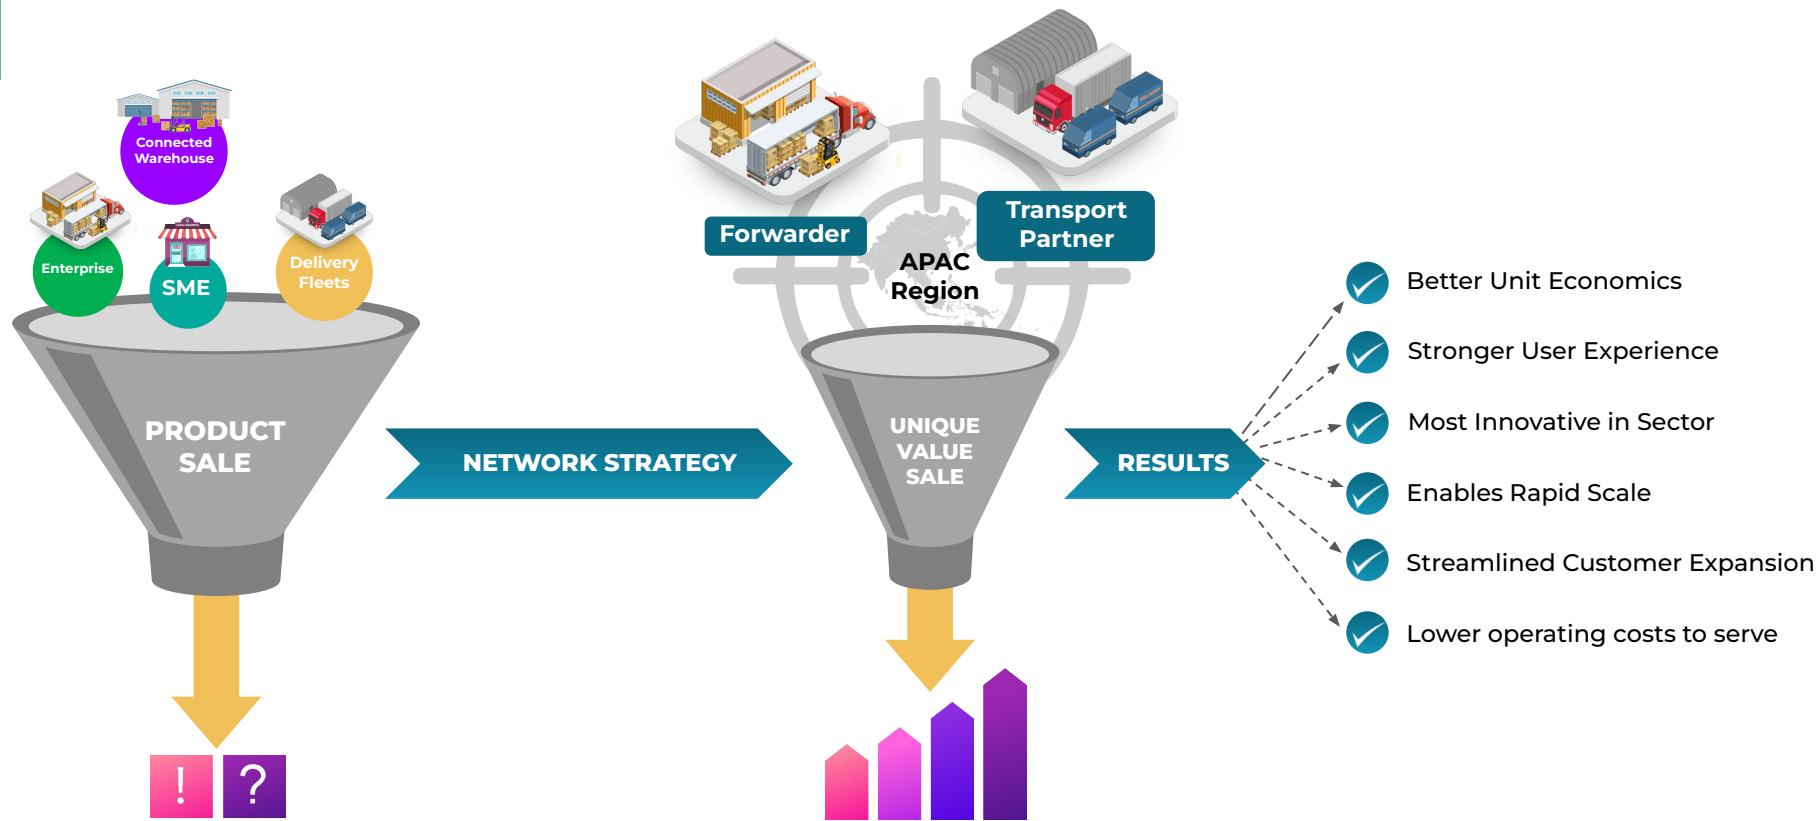 Connected
Warehouse
Enterprise
SME
Delivery
Fleets
PRODUCT
SALE
!
?
NETWORK STRATEGY
Forwarder
Transport
Partner
APAC
Region
UNIQUE
VALUE
SALE
RESULTS
Better Unit Economics
Stronger User Experience
Most Innovative in Sector
Enables Rapid Scale
Streamlined Customer Expansion
Lower operating costs to serve